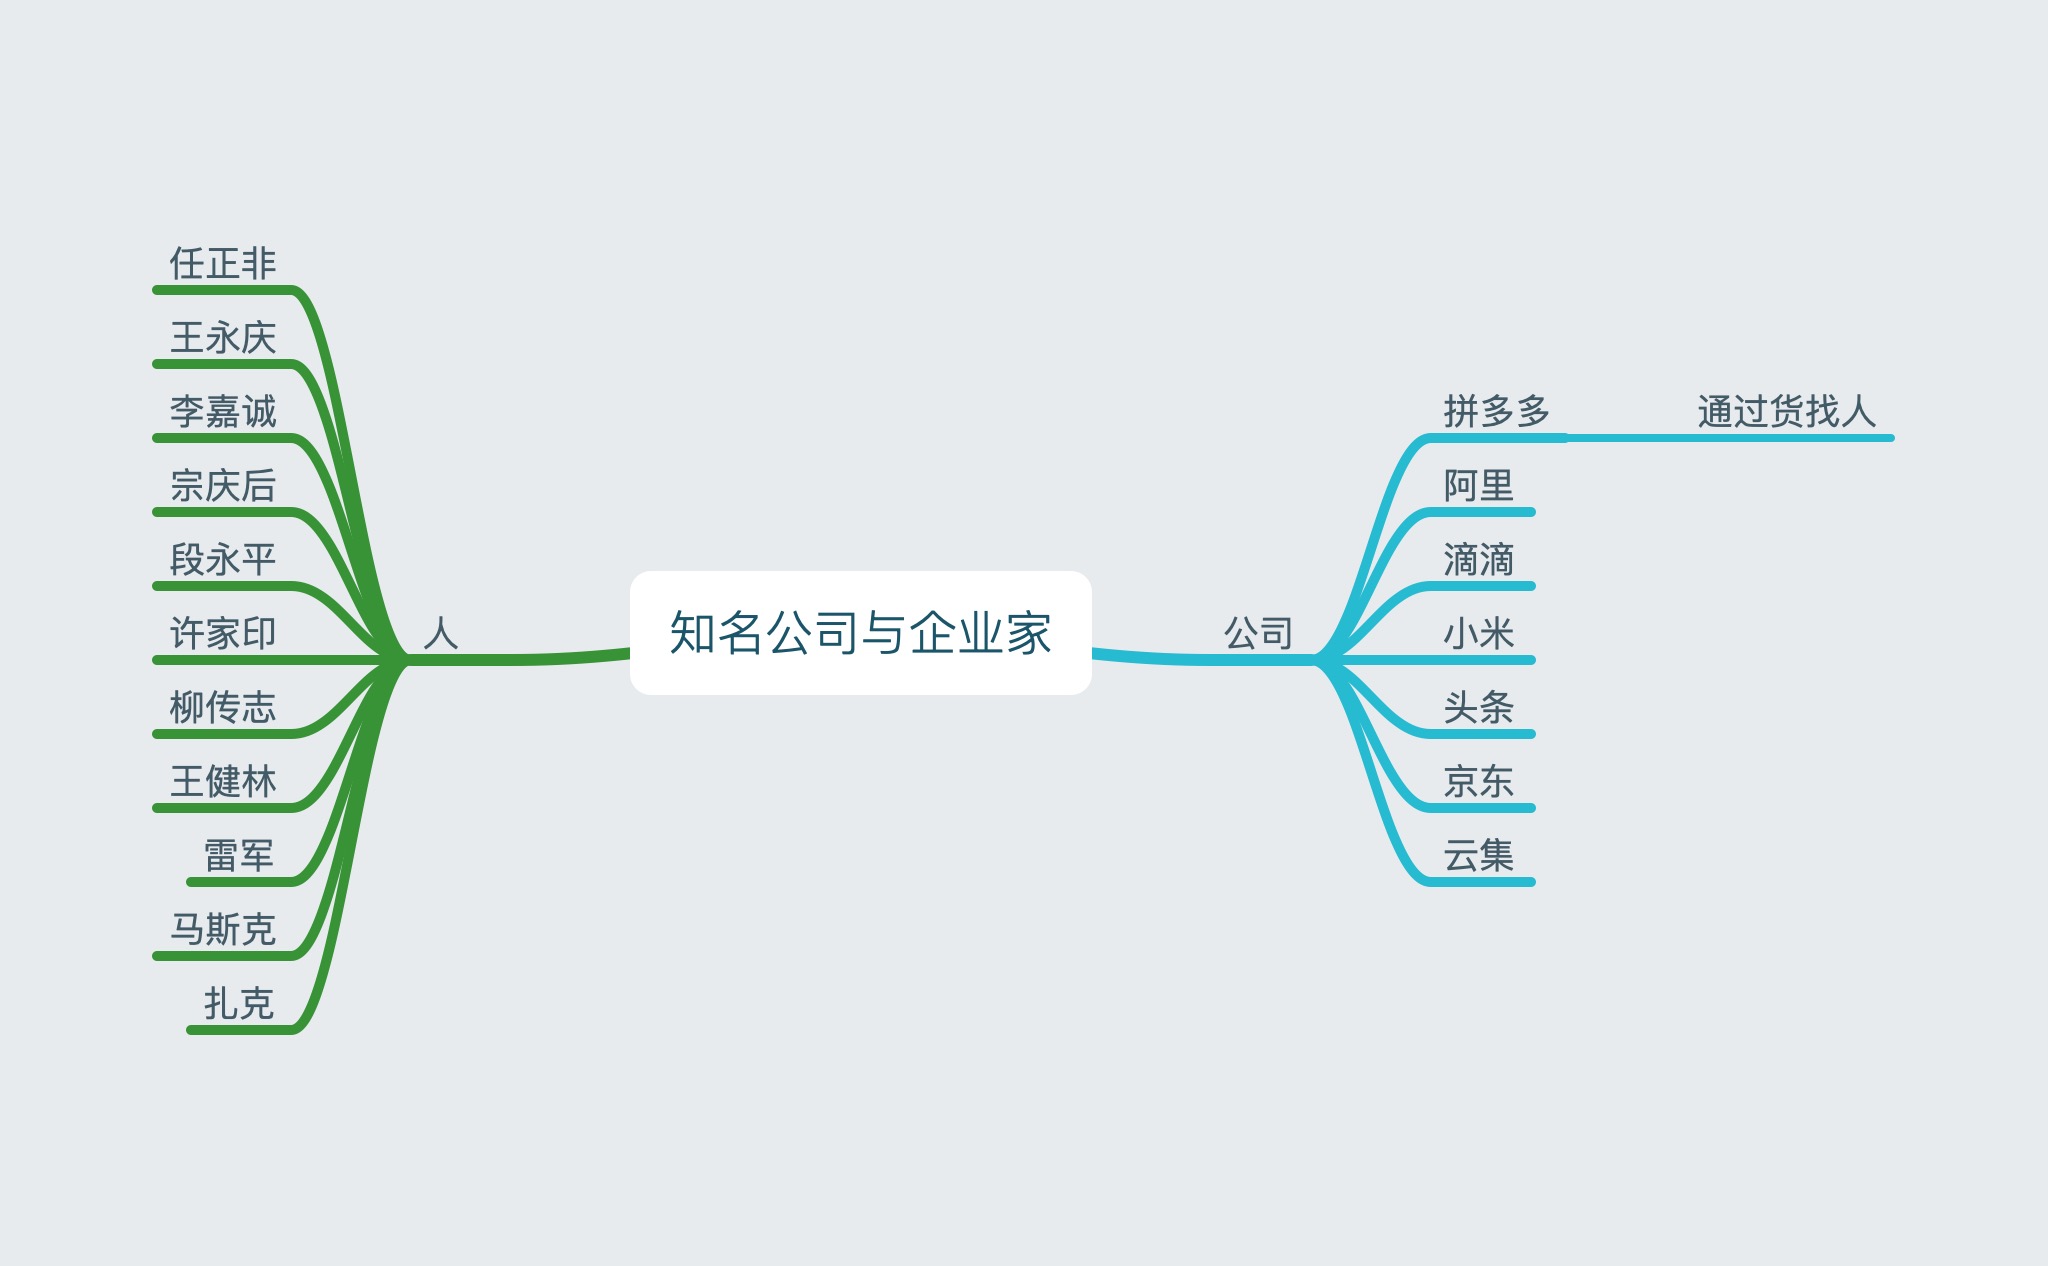 知名公司与企业家
人
任正非
王永庆
李嘉诚
宗庆后
段永平
许家印
柳传志
王健林
雷军
马斯克
扎克
公司
拼多多
通过货找人
阿里
滴滴
小米
头条
京东
云集